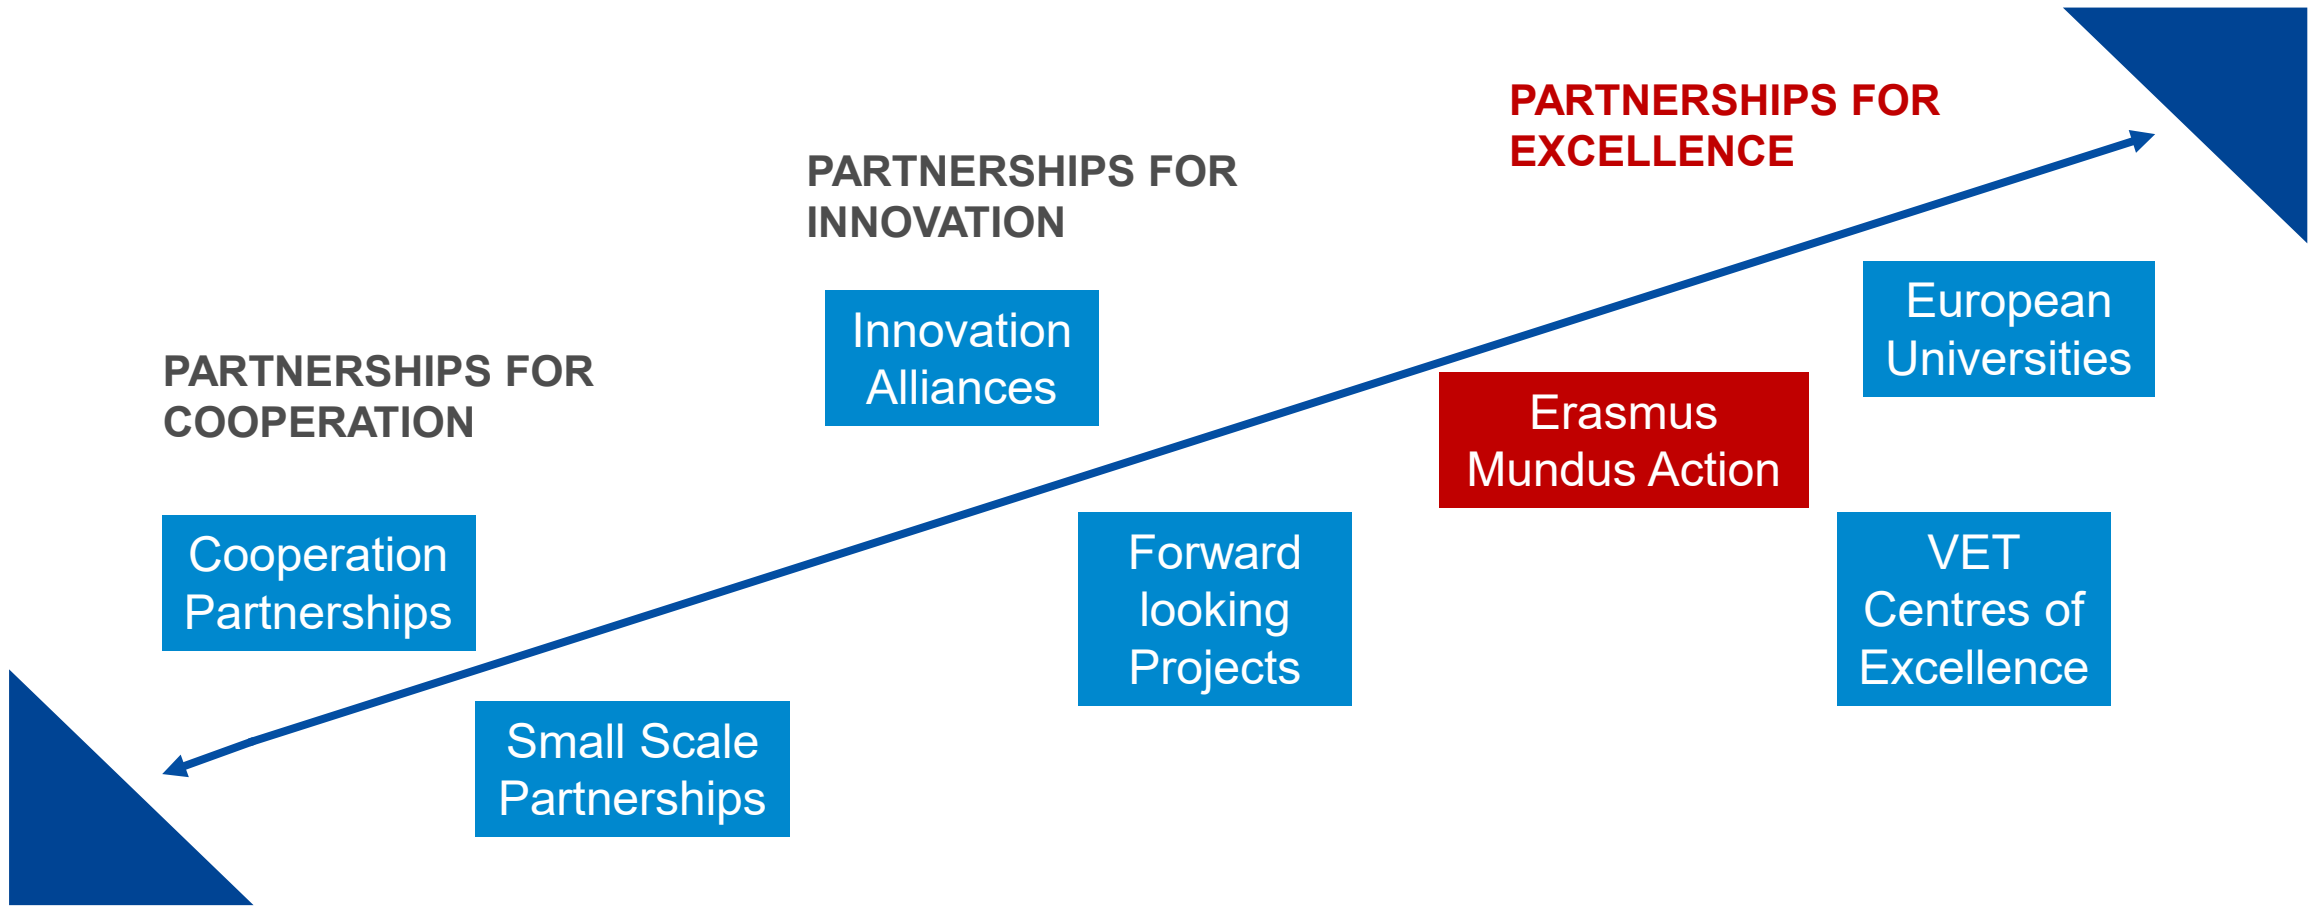 PARTNERSHIPS FOR
COOPERATION
Cooperation
Partnerships
Small Scale
Partnerships
PARTNERSHIPS FOR
INNOVATION
Innovation
Alliances
Forward
looking
Projects
PARTNERSHIPS FOR
EXCELLENCE
Erasmus
Mundus Action
European
Universities
VET
Centres of
Excellence